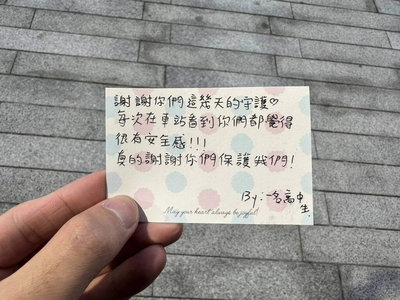 謝謝你們這幾天的守護♡
每次在車站看到你們都覺得
很有安全感!!!
真的謝謝你們保護我們!
By:一名高中生
May your heart always be joyful!